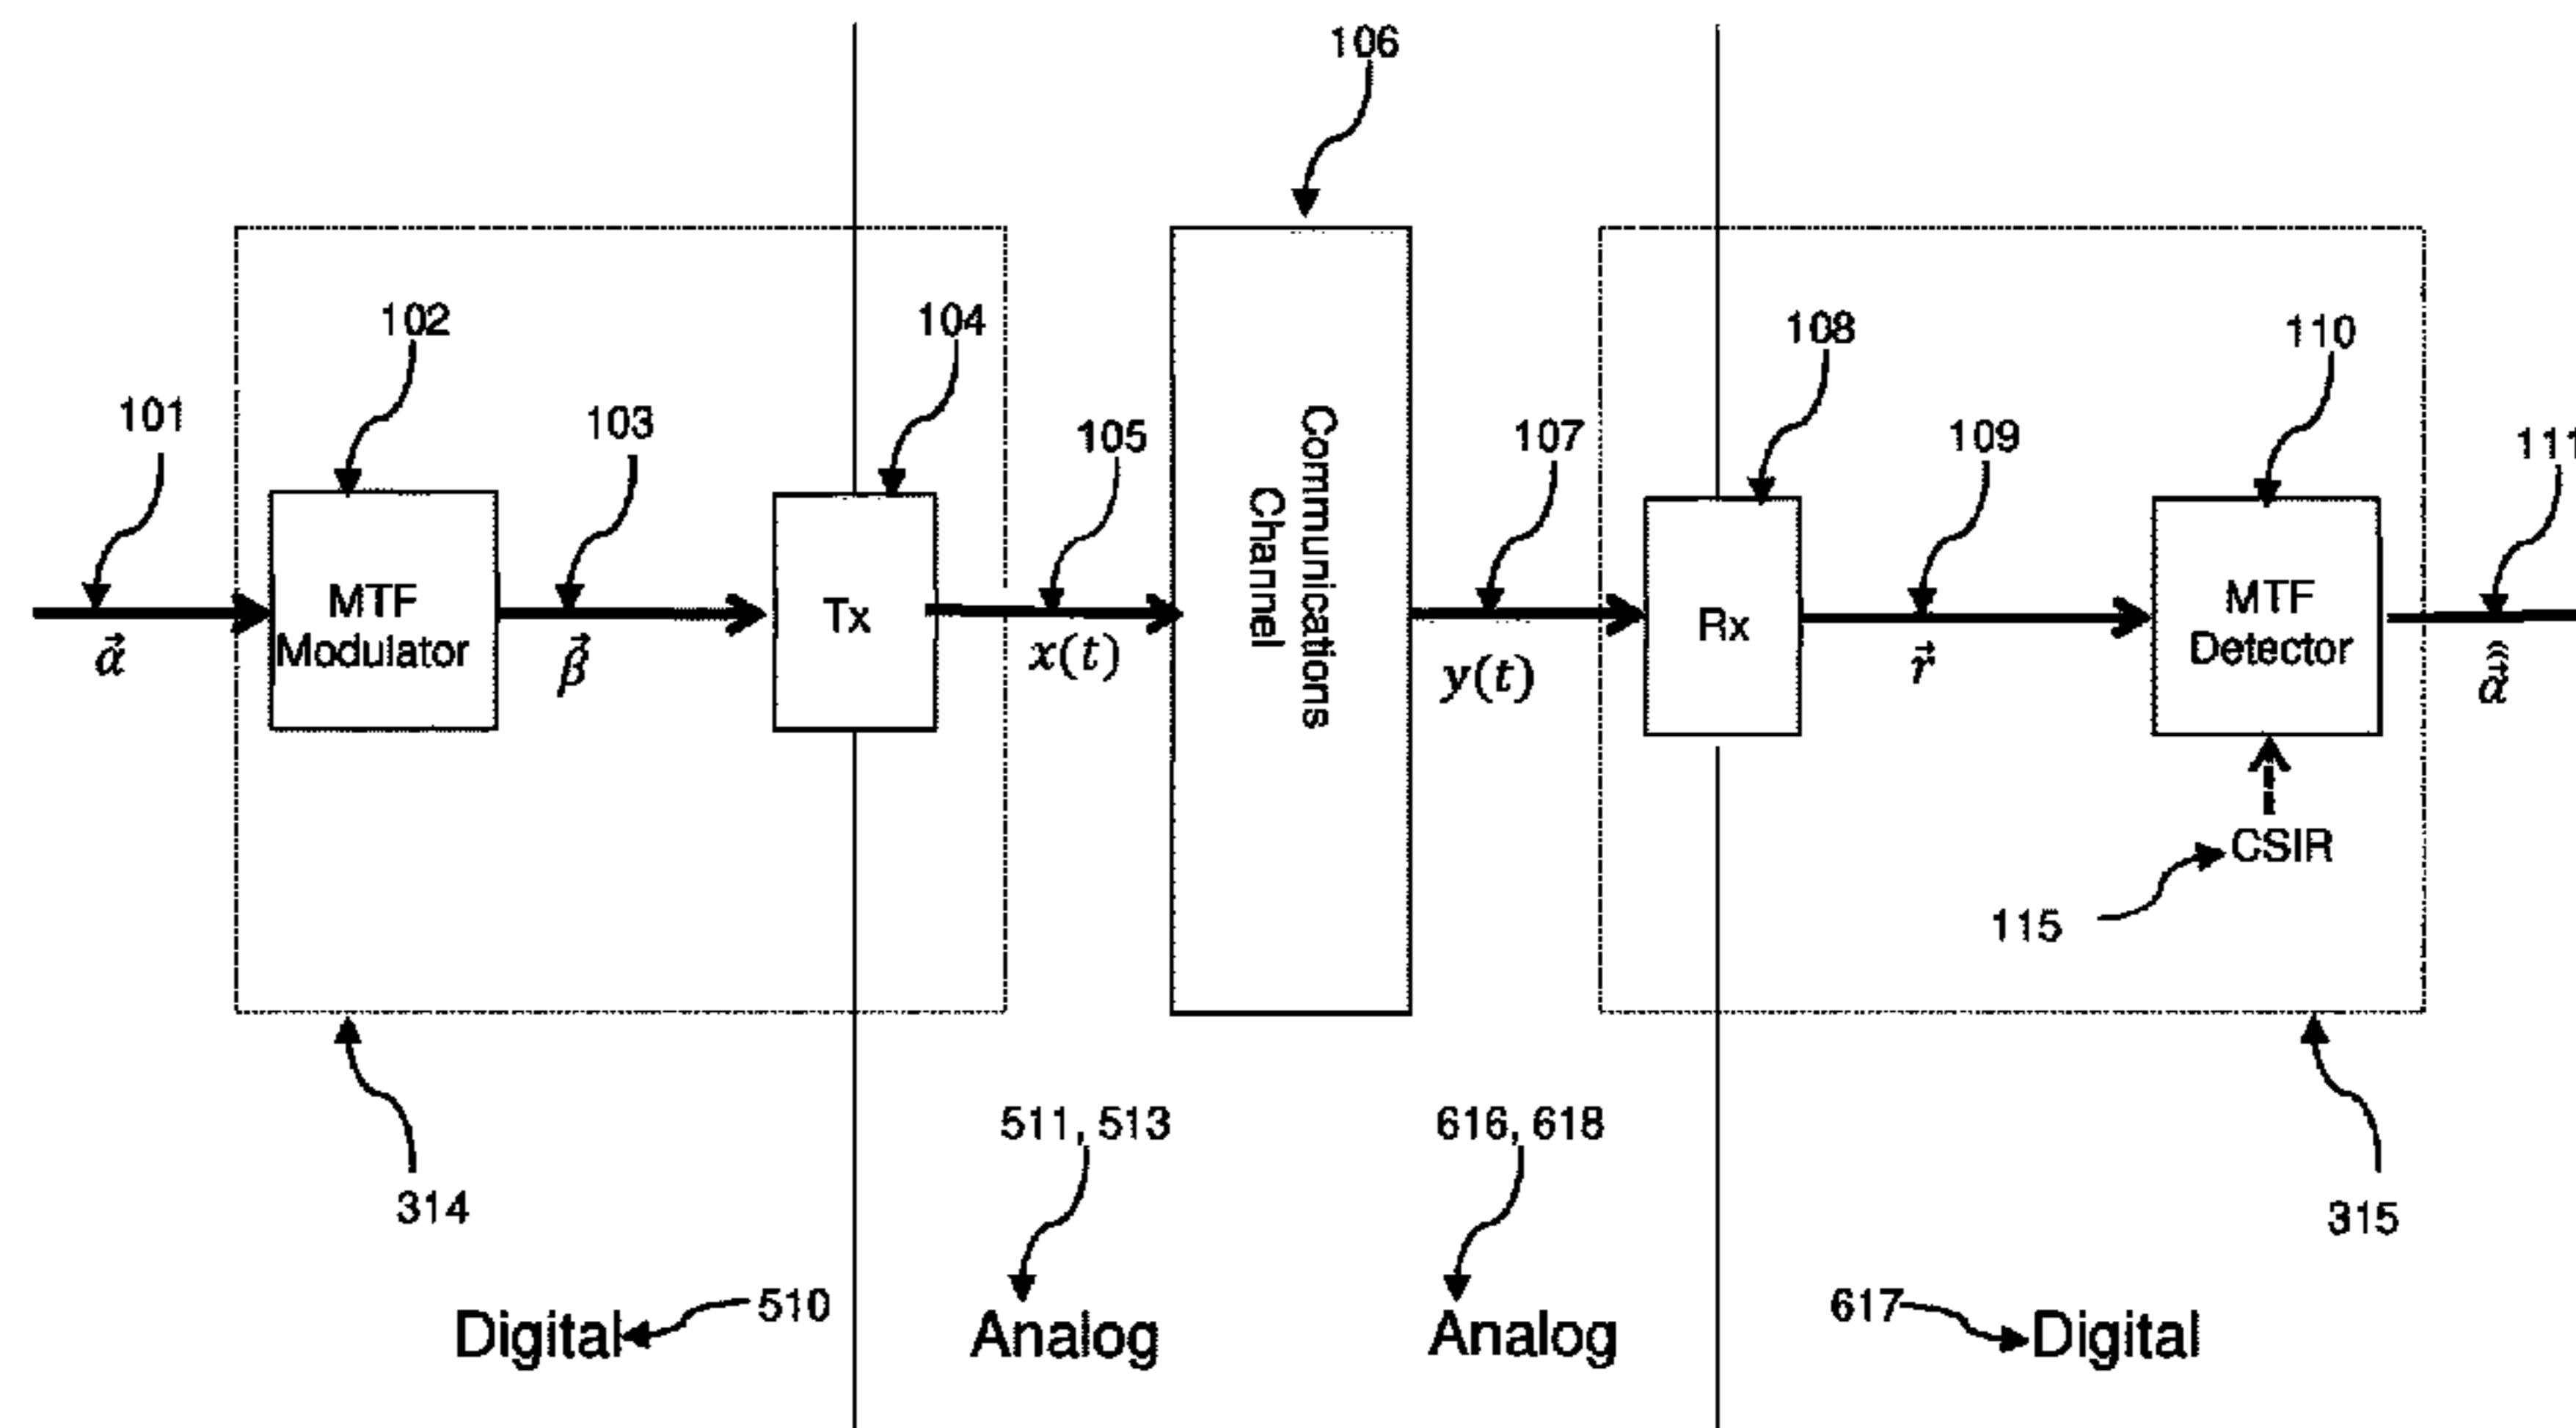 106
102
104
108
110
101
103
105
107
109
111
MTF
Modulator
Tx
Communications
Channel
Rx
MTF
Detector
α⃗
β⃗
x(t)
y(t)
r⃗
CSIR
115
511, 513
616, 618
314
315
510
617
Digital
Analog
Analog
Digital